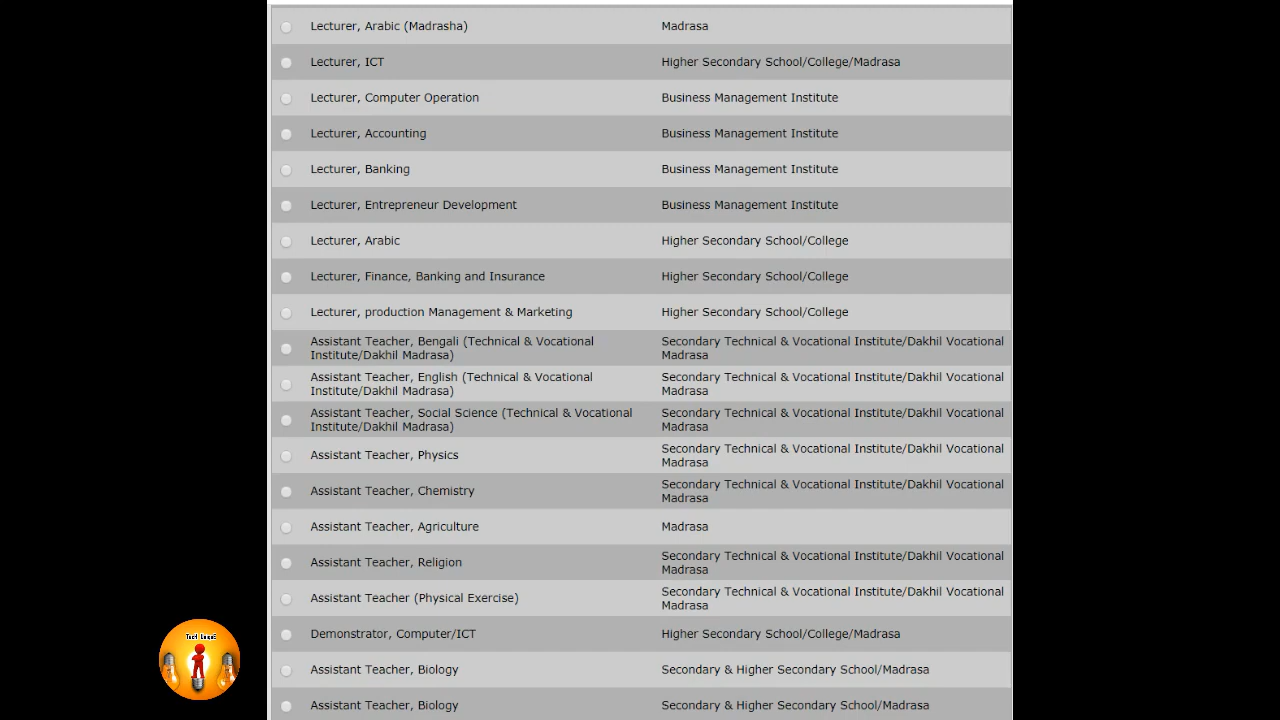 Lecturer, Arabic (Madrasha) Madrasa
Lecturer, ICT Higher Secondary School/College/Madrasa
Lecturer, Computer Operation Business Management Institute
Lecturer, Accounting Business Management Institute
Lecturer, Banking Business Management Institute
Lecturer, Entrepreneur Development Business Management Institute
Lecturer, Arabic Higher Secondary School/College
Lecturer, Finance, Banking and Insurance Higher Secondary School/College
Lecturer, production Management & Marketing Higher Secondary School/College
Assistant Teacher, Bengali (Technical & Vocational Secondary Technical & Vocational Institute/Dakhil Vocational
Institute/Dakhil Madrasa) Madrasa
Assistant Teacher, English (Technical & Vocational Secondary Technical & Vocational Institute/Dakhil Vocational
Institute/Dakhil Madrasa) Madrasa
Assistant Teacher, Social Science (Technical & Vocational Secondary Technical & Vocational Institute/Dakhil Vocational
Institute/Dakhil Madrasa) Madrasa
Assistant Teacher, Physics Secondary Technical & Vocational Institute/Dakhil Vocational
Madrasa
Assistant Teacher, Chemistry Secondary Technical & Vocational Institute/Dakhil Vocational
Madrasa
Assistant Teacher, Agriculture Madrasa
Assistant Teacher, Religion Secondary Technical & Vocational Institute/Dakhil Vocational
Madrasa
Assistant Teacher (Physical Exercise) Secondary Technical & Vocational Institute/Dakhil Vocational
Madrasa
Demonstrator, Computer/ICT Higher Secondary School/College/Madrasa
Assistant Teacher, Biology Secondary & Higher Secondary School/Madrasa
Assistant Teacher, Biology Secondary & Higher Secondary School/Madrasa